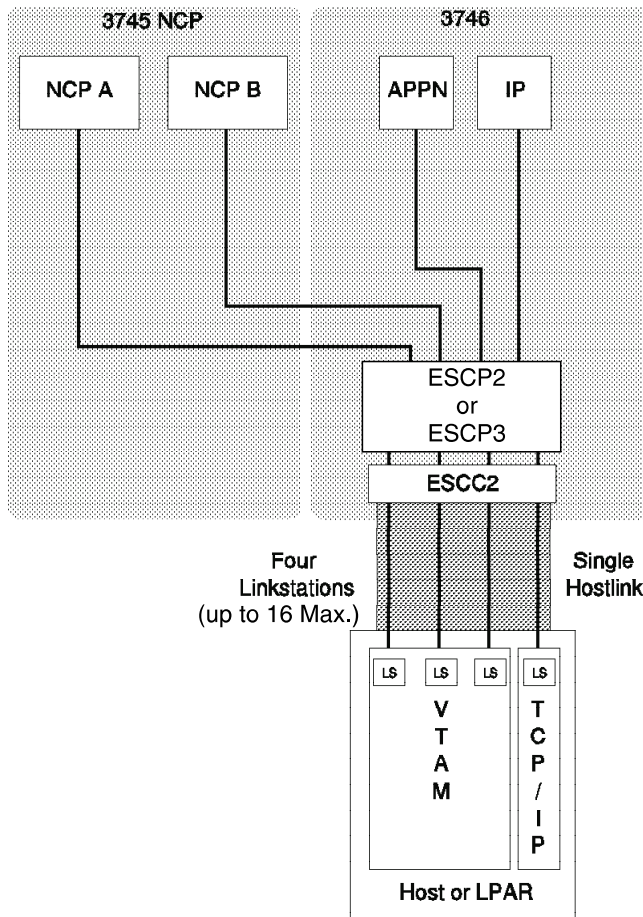 3745 NCP
3746
NCP A
NCP B
APPN
IP
ESCP2
or
ESCP3
ESCC2
Four
Linkstations
(up to 16 Max.)
Single
Hostlink
LS
LS
LS
LS
V
T
A
M
T
C
P
/
I
P
Host or LPAR